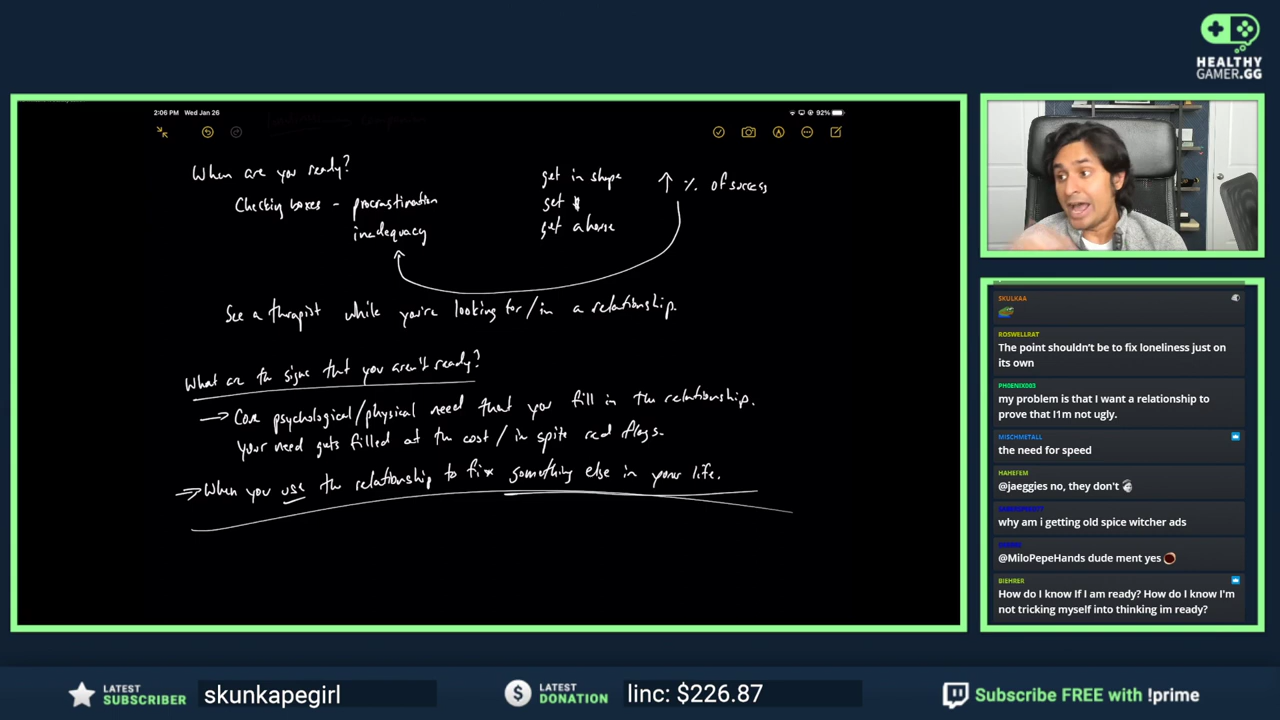 HEALTHY
GAMER.GG
2:06 PM Wed Jan 26
92%
When are you ready?
Checking boxes - procrastination
inadequacy
get in shape
get $
get a horse
↑ % of success
See a therapist while you're looking for/in a relationship.
What are the signs that you aren't ready?
→ Core psychological/physical need that you fill in the relationship.
Your need gets filled at the cost / in spite red flags.
→ When you use the relationship to fix something else in your life.
SKULKAA
ROSWELLRAT
The point shouldn't be to fix loneliness just on
its own
PH0ENIX003
my problem is that I want a relationship to
prove that I1m not ugly.
MISCHMETALL
the need for speed
HAHEFEM
@jaeggies no, they don't
why am i getting old spice witcher ads
@MiloPepeHands dude ment yes
BIEHRER
How do I know If I am ready? How do I know I'm
not tricking myself into thinking im ready?
LATEST
SUBSCRIBER
skunkapegirl
LATEST
DONATION
linc: $226.87
Subscribe FREE with !prime